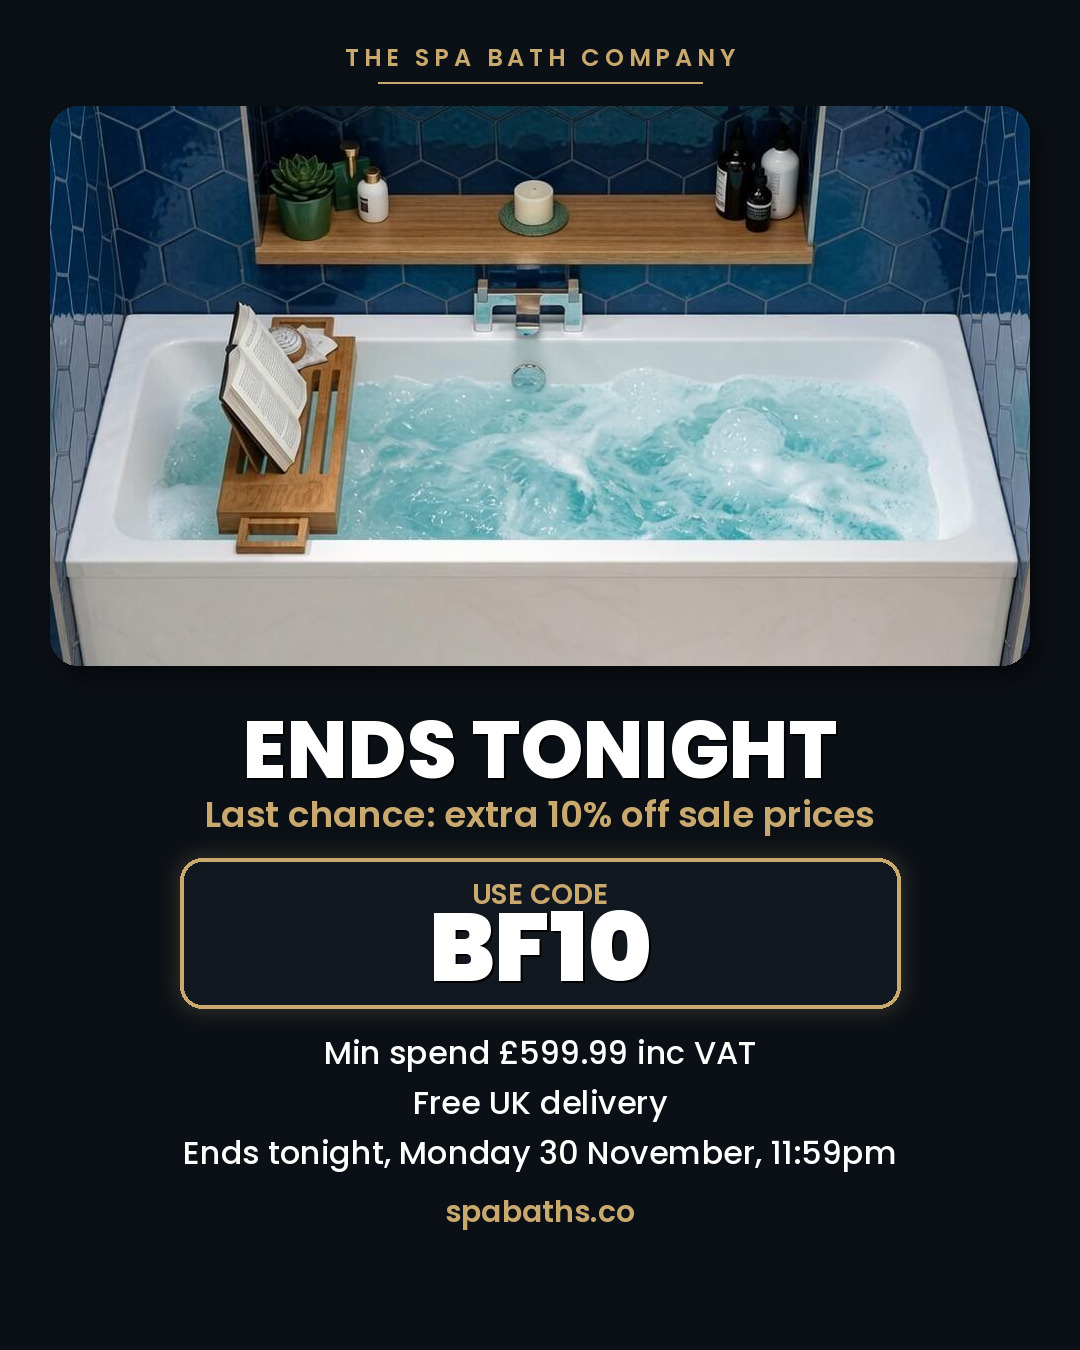 THE SPA BATH COMPANY
ENDS TONIGHT
Last chance: extra 10% off sale prices
USE CODE
BF10
Min spend £599.99 inc VAT
Free UK delivery
Ends tonight, Monday 30 November, 11:59pm
spabaths.co